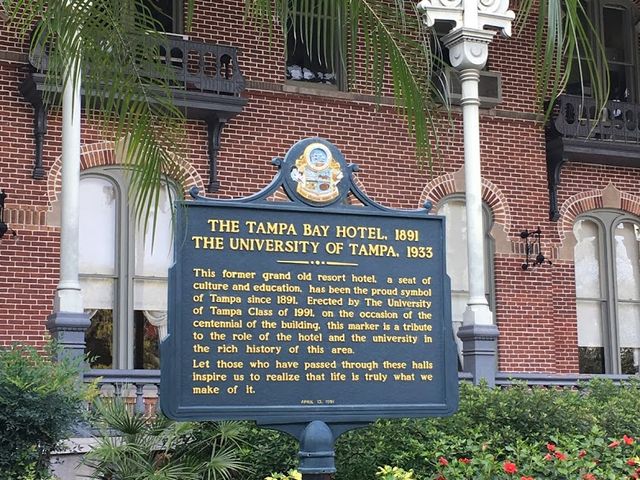 THE TAMPA BAY HOTEL, 1891
THE UNIVERSITY OF TAMPA, 1933
This former grand old resort hotel, a seat of
culture and education, has been the proud symbol
of Tampa since 1891. Erected by The University
of Tampa Class of 1991, on the occasion of the
centennial of the building, this marker is a tribute
to the role of the hotel and the university in
the rich history of this area.
Let those who have passed through these halls
inspire us to realize that life is truly what we
make of it.
APRIL 13, 1991